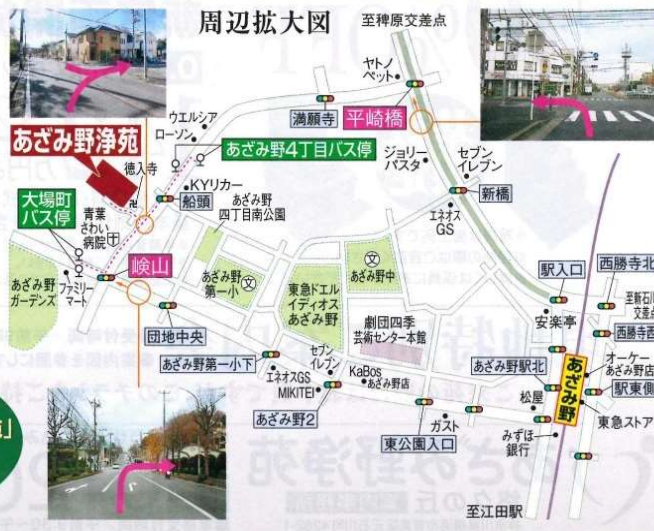 周辺拡大図
至稗原交差点
ヤトノ
ペット
平崎橋
満願寺
ウエルシア
ローソン
あざみ野浄苑
徳入寺
あざみ野4丁目バス停
ジョリー
パスタ
セブン
イレブン
新橋
KYリカー
船頭
あざみ野
四丁目南公園
大場町
バス停
青葉
さわい
病院
エネオス
GS
嶮山
あざみ野
ガーデンズ
ファミリー
マート
あざみ野
第一小
文
東急ドエル
イディオス
あざみ野
文
あざみ野中
駅入口
西勝寺北
至新石川
交差点
安楽亭
西勝寺西
団地中央
劇団四季
芸術センター本館
あざみ野第一小下
セブン
イレブン
エネオスGS
MIKITEI
KaBos
あざみ野店
あざみ野駅北
あざみ野
オーケー
あざみ野店
駅東側
松屋
あざみ野2
東公園入口
ガスト
みずほ
銀行
東急ストア
至江田駅